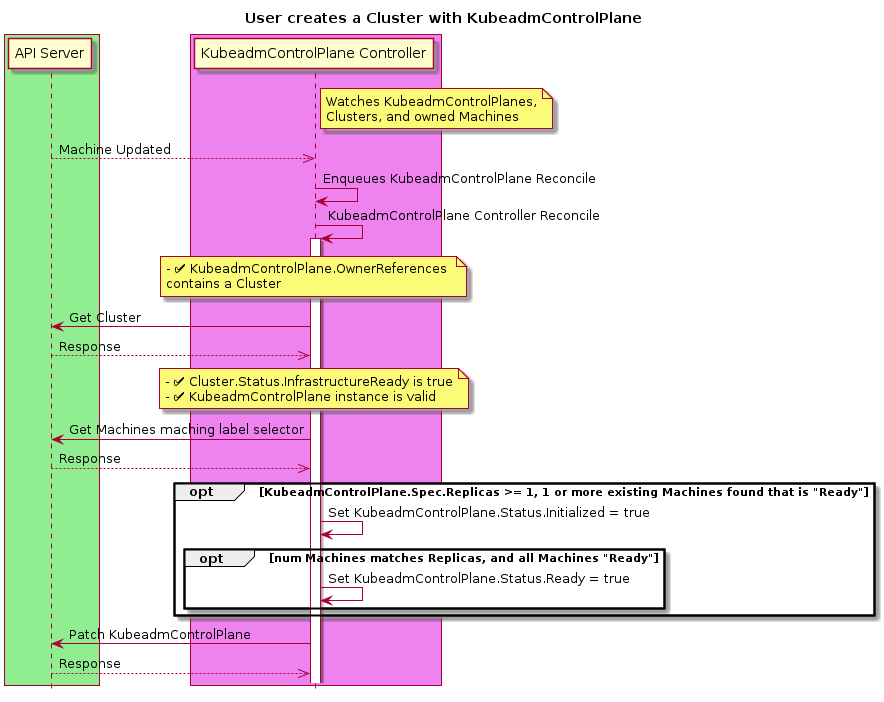 User creates a Cluster with KubeadmControlPlane
API Server
KubeadmControlPlane Controller
Watches KubeadmControlPlanes,
Clusters, and owned Machines
Machine Updated
Enqueues KubeadmControlPlane Reconcile
KubeadmControlPlane Controller Reconcile
- ✅ KubeadmControlPlane.OwnerReferences
contains a Cluster
Get Cluster
Response
- ✅ Cluster.Status.InfrastructureReady is true
- ✅ KubeadmControlPlane instance is valid
Get Machines maching label selector
Response
opt [KubeadmControlPlane.Spec.Replicas >= 1, 1 or more existing Machines found that is "Ready"]
Set KubeadmControlPlane.Status.Initialized = true
opt [num Machines matches Replicas, and all Machines "Ready"]
Set KubeadmControlPlane.Status.Ready = true
Patch KubeadmControlPlane
Response